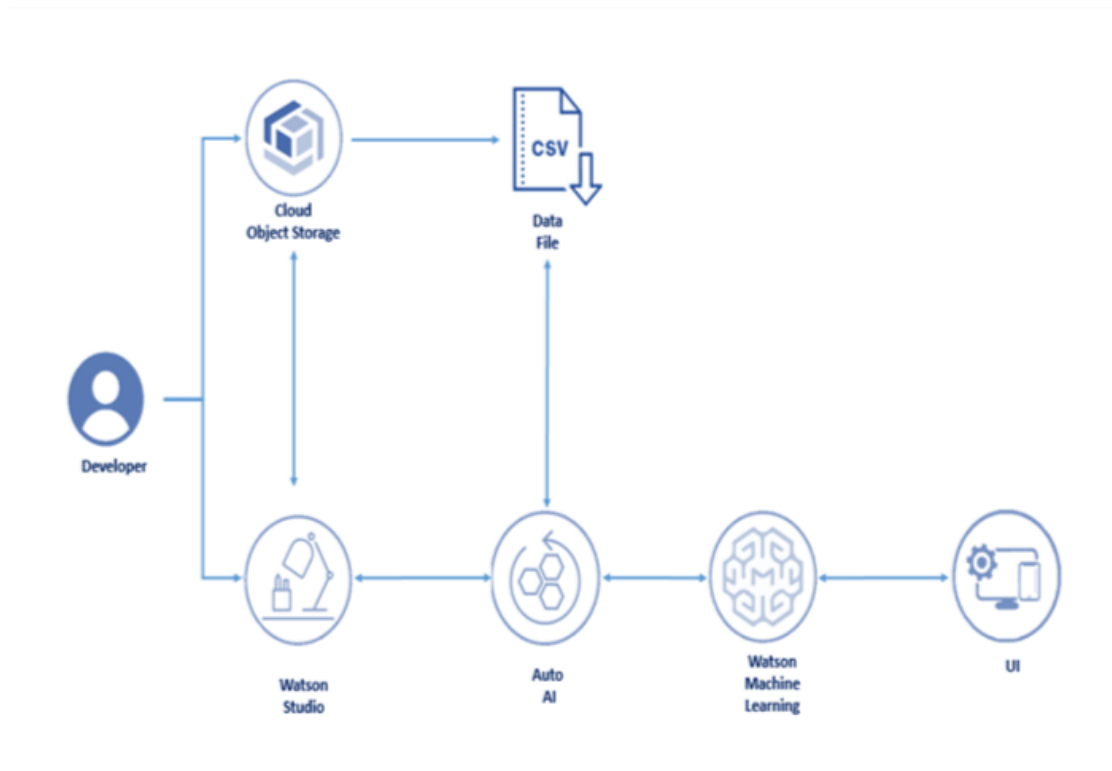 CSV
Cloud
Object Storage
Data
File
Developer
Watson
Studio
Auto
AI
M
Watson
Machine
Learning
UI